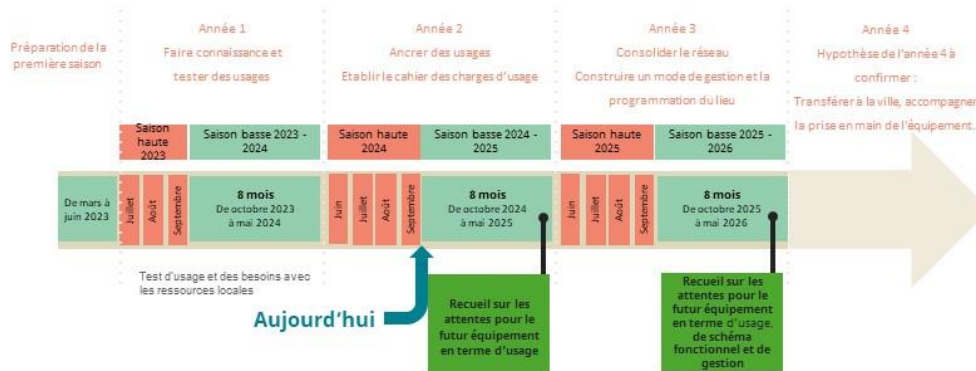 Préparation de la
première saison
Année 1
Faire connaissance et
tester des usages
Année 2
Ancrer des usages
Etablir le cahier des charges d'usage
Année 3
Consolider le réseau
Construire un mode de gestion et la
programmation du lieu
Année 4
Hypothèse de l'année 4 à
confirmer :
Transférer à la ville, accompagner
la prise en main de l'équipement.
Saison
haute
2023
Saison basse 2023 -
2024
Saison haute
2024
Saison basse 2024 -
2025
Saison haute
2025
Saison basse 2025 -
2026
De mars à
juin 2023
Juillet
Août
Septembre
8 mois
De octobre 2023
à mai 2024
Juin
Juillet
Août
Septembre
8 mois
De octobre 2024
à mai 2025
Juin
Juillet
Août
Septembre
8 mois
De octobre 2025
à mai 2026
Test d'usage et des besoins avec
les ressources locales
Aujourd'hui
Recueil sur les
attentes pour le
futur équipement
en terme d'usage
Recueil sur les
attentes pour le
futur équipement
en terme d'usage,
de schéma
fonctionnel et de
gestion